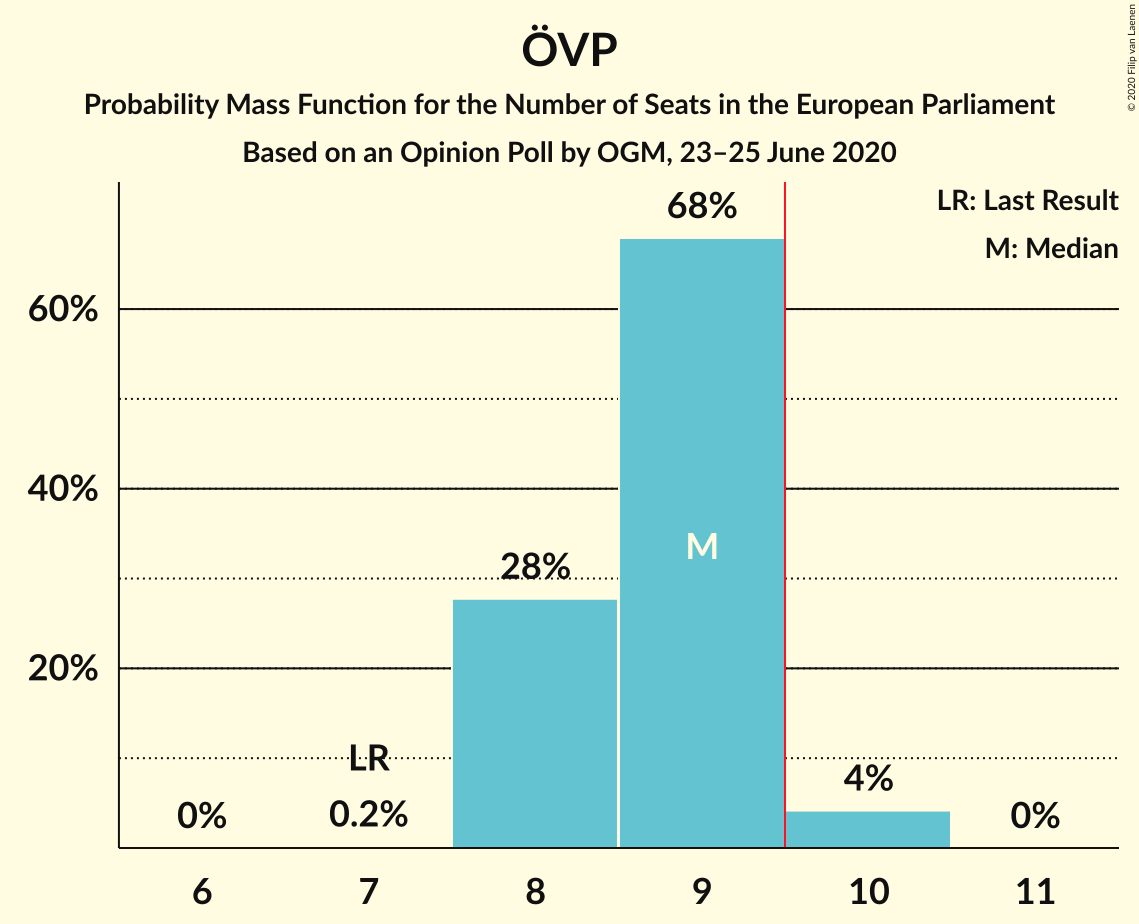 ÖVP
Probability Mass Function for the Number of Seats in the European Parliament
Based on an Opinion Poll by OGM, 23–25 June 2020
© 2020 Filip van Laenen
LR: Last Result
M: Median
68%
60%
40%
M
28%
20%
LR
4%
0%
0.2%
0%
6
7
8
9
10
11